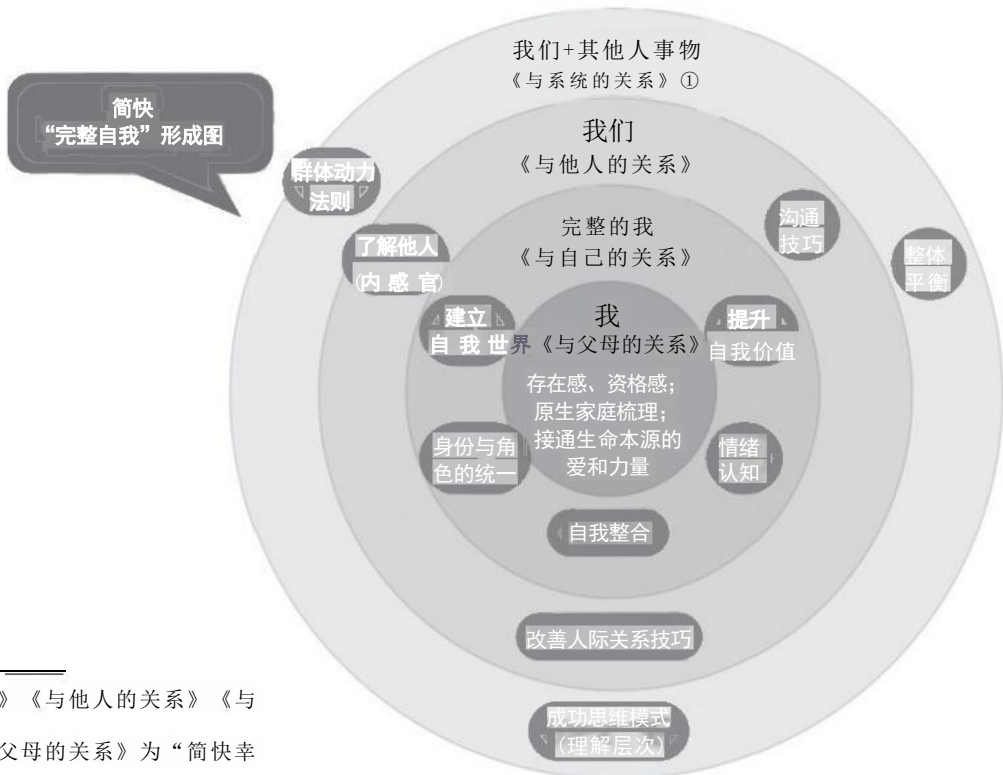 我们+其他人事物
《与系统的关系》①
简快
“完整自我”形成图
我们
《与他人的关系》
群体动力
法则
沟通
技巧
完整的我
《与自己的关系》
了解他人
(内感官)
整体
平衡
我
《与父母的关系》
建立
自我世界
提升
自我价值
存在感、资格感；
原生家庭梳理；
接通生命本源的
爱和力量
身份与角
色的统一
情绪
认知
自我整合
改善人际关系技巧
成功思维模式
(理解层次)
》《与他人的关系》《与
父母的关系》为“简快幸